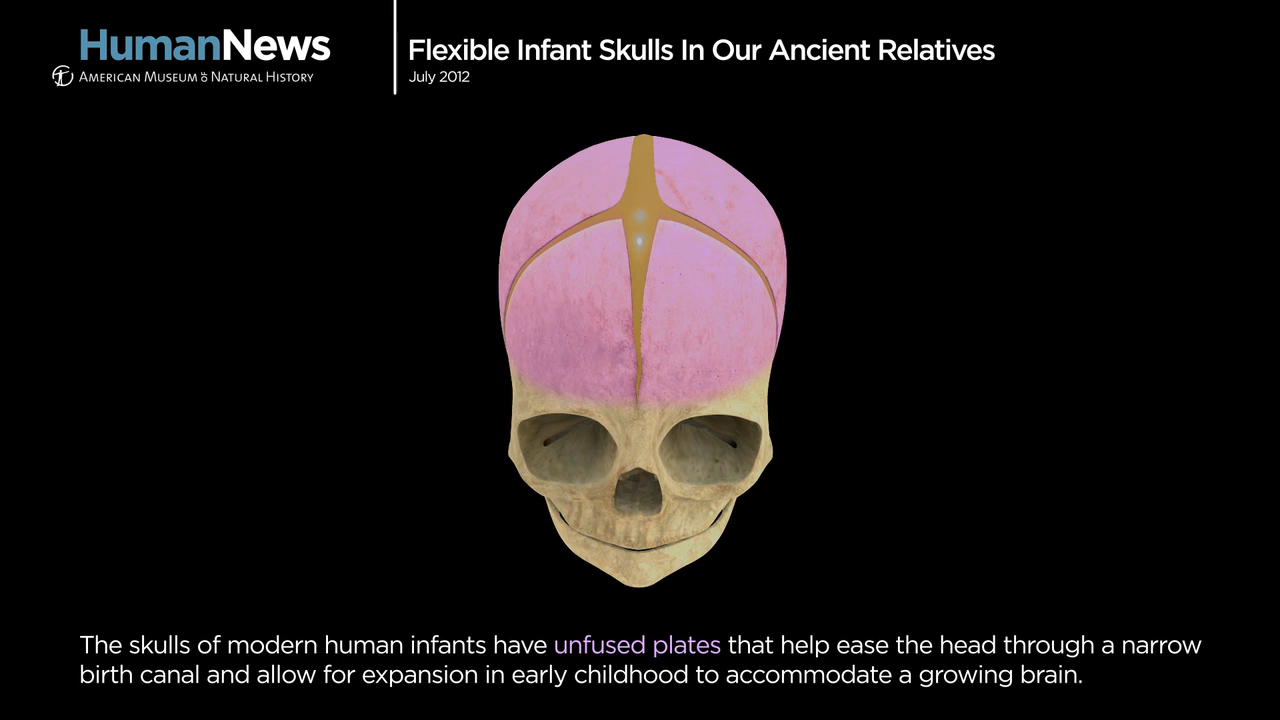 HumanNews
AMERICAN MUSEUM ö NATURAL HISTORY
Flexible Infant Skulls In Our Ancient Relatives
July 2012
The skulls of modern human infants have unfused plates that help ease the head through a narrow
birth canal and allow for expansion in early childhood to accommodate a growing brain.